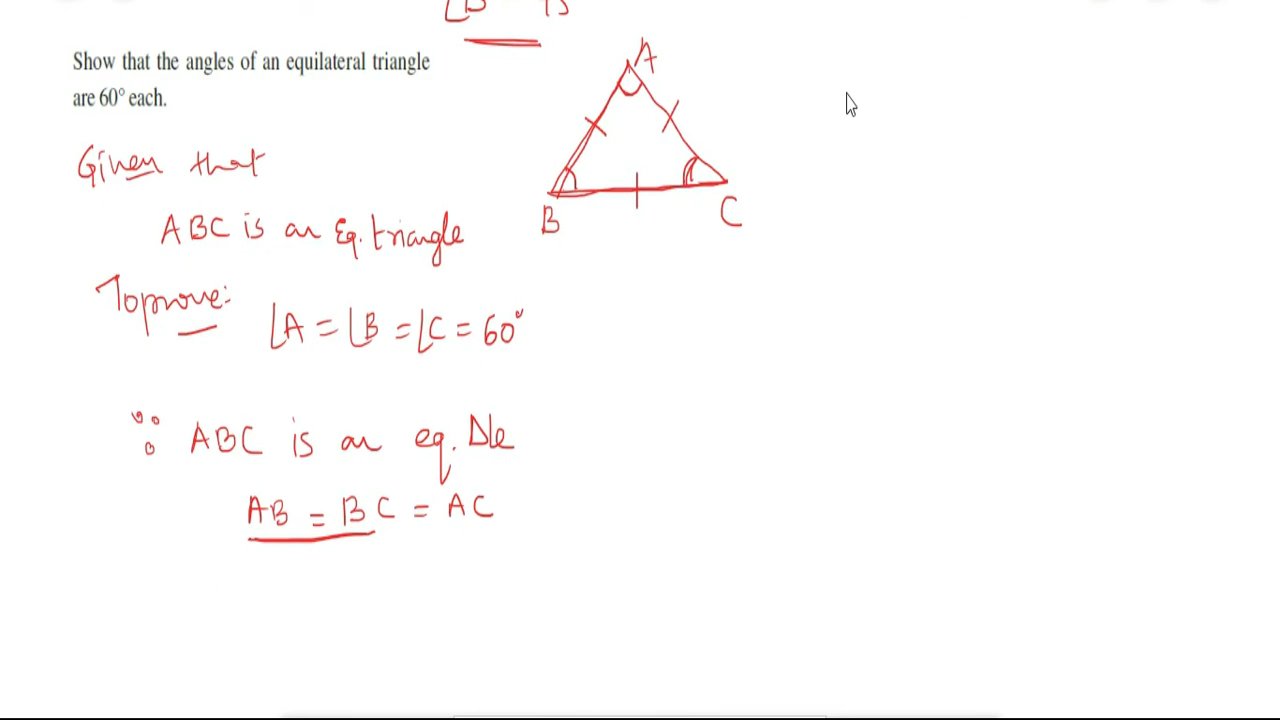 Show that the angles of an equilateral triangle
are 60° each.
Given that
ABC is an Eq. triangle
To prove:
∠A = ∠B = ∠C = 60°
∵ ABC is an eq. Δle
AB = BC = AC
A
B
C